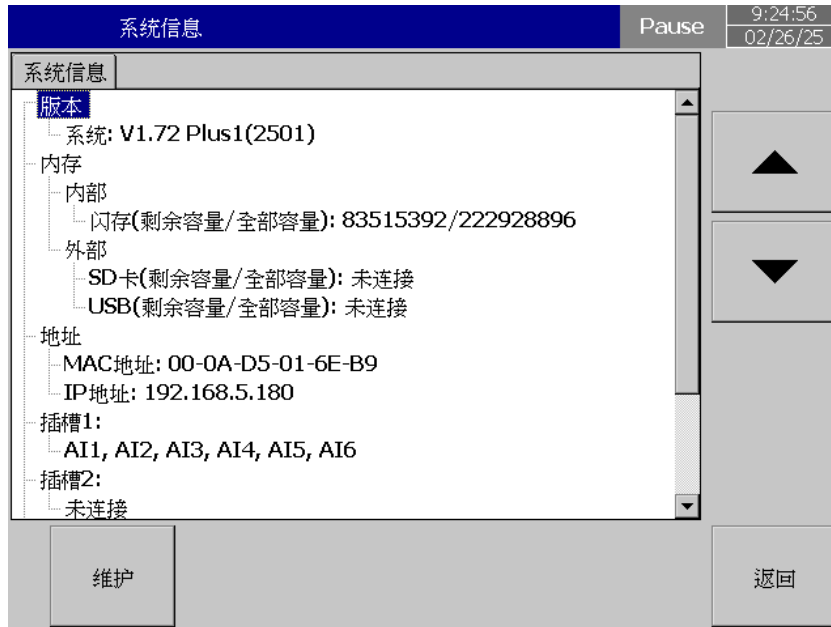 系统信息
Pause
9:24:56
02/26/25
系统信息
版本
系统: V1.72 Plus1(2501)
内存
内部
闪存(剩余容量/全部容量): 83515392/222928896
外部
SD卡(剩余容量/全部容量): 未连接
USB(剩余容量/全部容量): 未连接
地址
MAC地址: 00-0A-D5-01-6E-B9
IP地址: 192.168.5.180
插槽1:
AI1, AI2, AI3, AI4, AI5, AI6
插槽2:
未连接
维护
返回